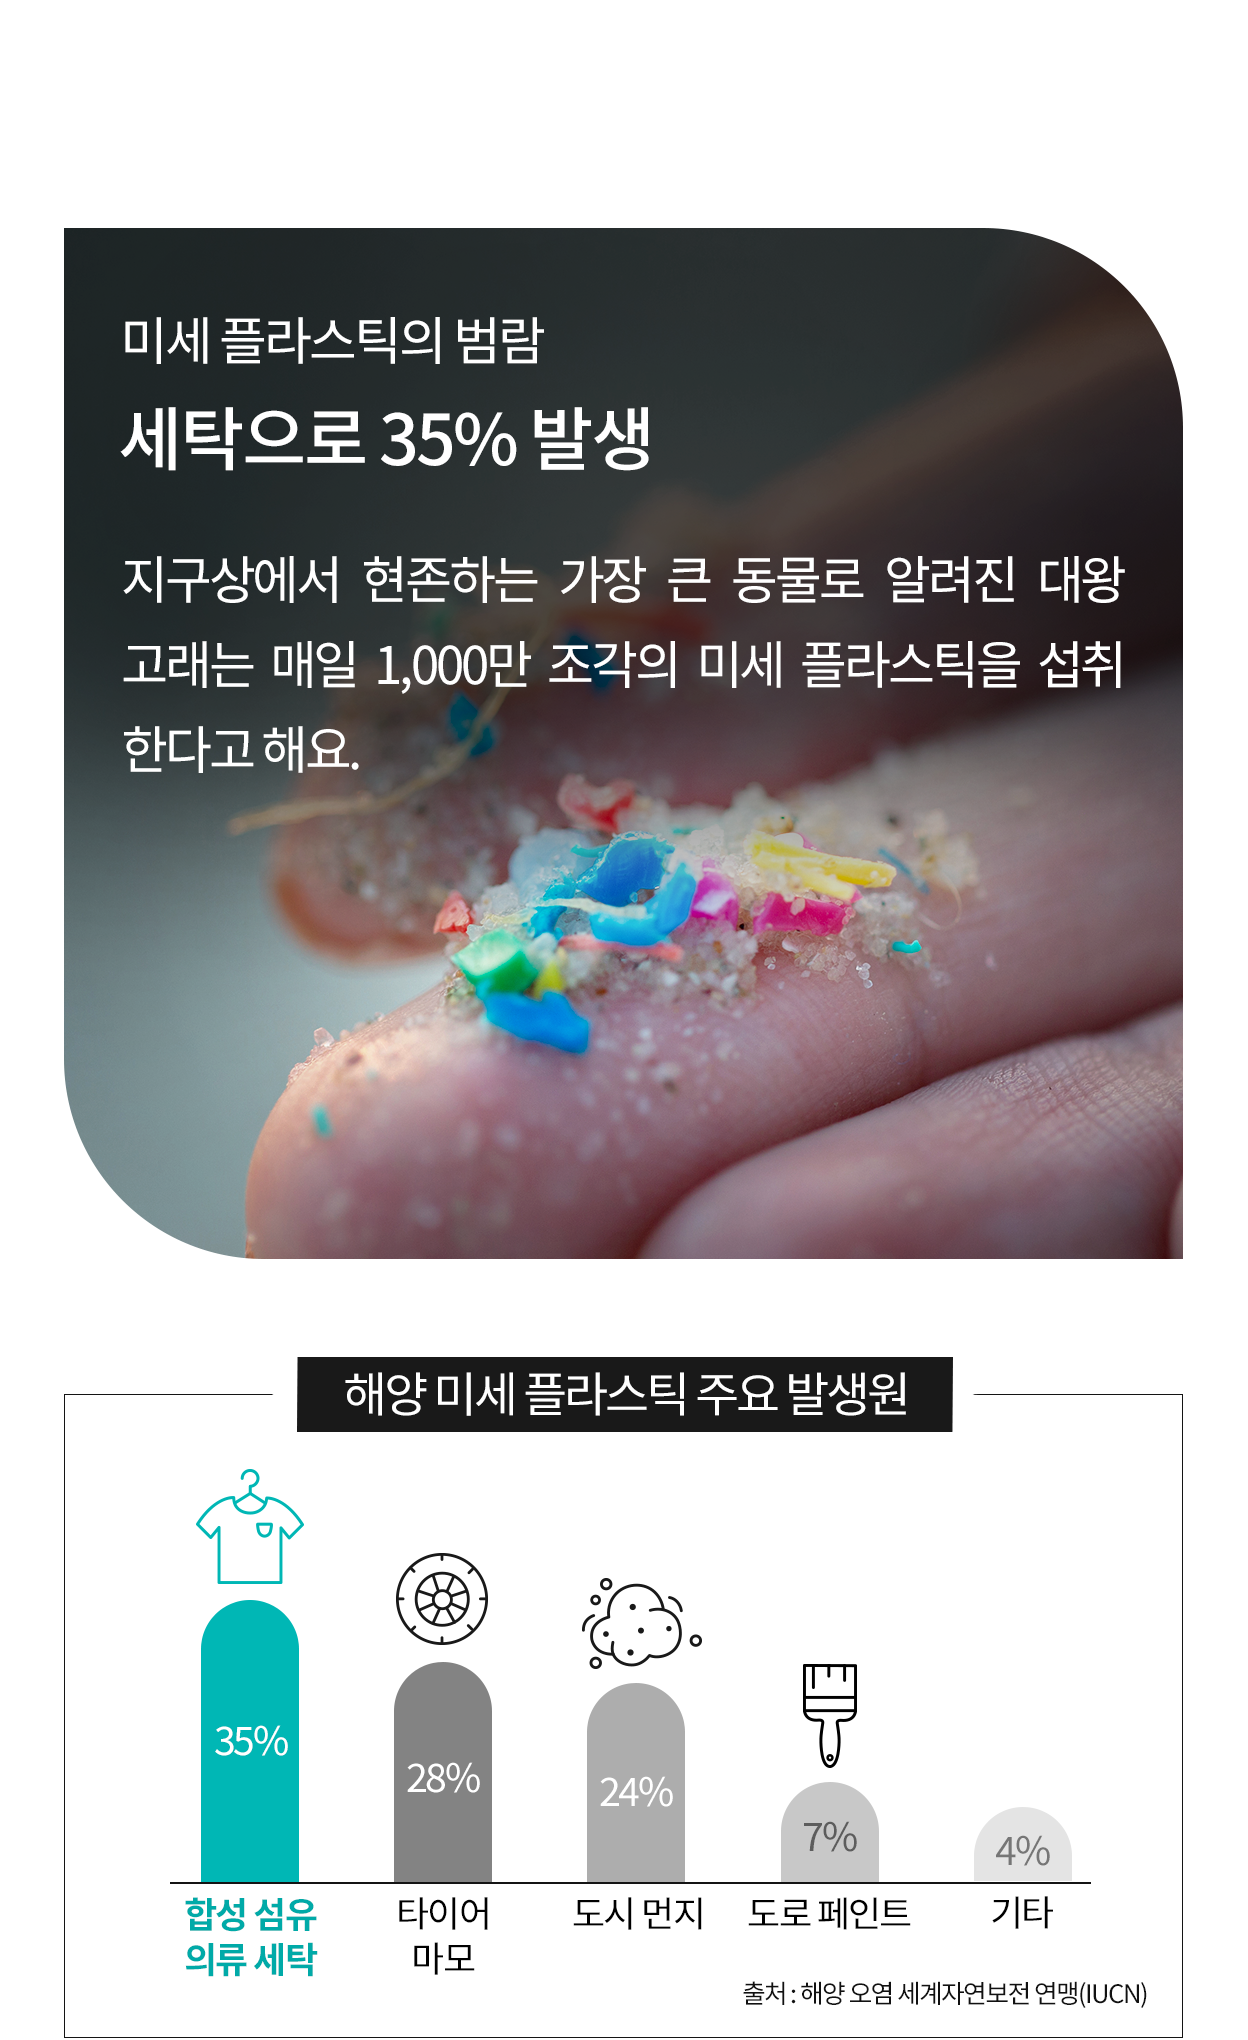 미세 플라스틱의 범람
세탁으로 35% 발생
지구상에서 현존하는 가장 큰 동물로 알려진 대왕
고래는 매일 1,000만 조각의 미세 플라스틱을 섭취
한다고 해요.
해양 미세 플라스틱 주요 발생원
35%
28%
24%
7%
4%
합성 섬유
의류 세탁
타이어
마모
도시 먼지
도로 페인트
기타
출처 : 해양 오염 세계자연보전 연맹(IUCN)